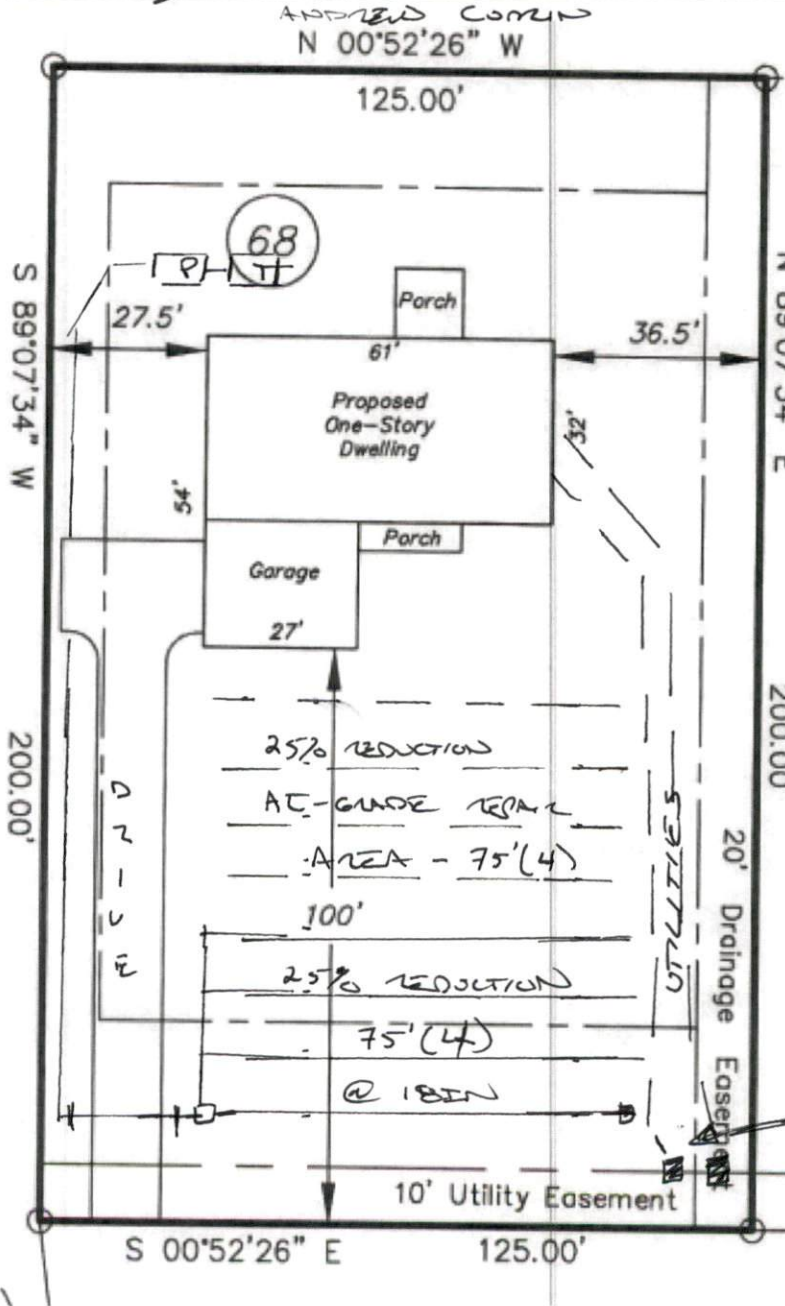 ANDREW
N 00°52'26" W
125.00'
68
P
T
S 89°07'34" W
27.5'
Porch
36.5'
61'
Proposed
One-Story
Dwelling
32'
54'
Porch
Garage
27'
200.00'
200.00
25% REDUCTION
AT-GRADE REPAIR
AREA - 75'(4)
DRIVE
100'
25% REDUCTION
75'(4)
@ 18IN
UTILITIES
20' Drainage Easement
10' Utility Easement
S 00°52'26" E
125.00'